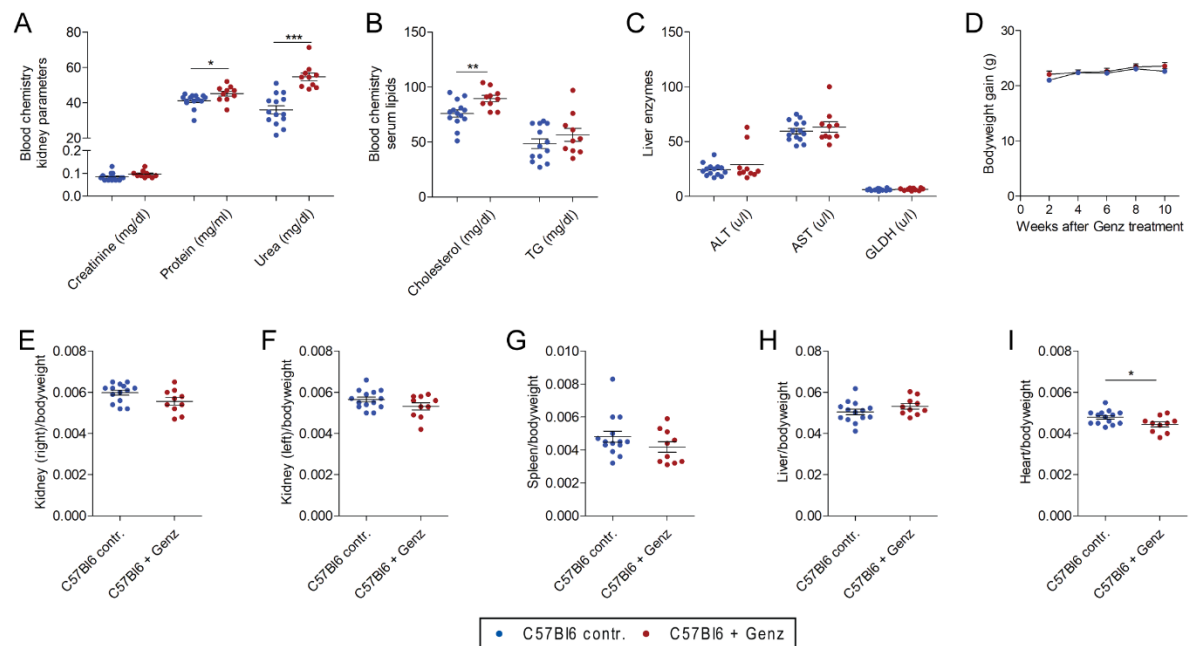 A
Blood chemistry
kidney parameters
80
60
40
20
0.2
0.1
0.0
*
***
Creatinine (mg/dl)
Protein (mg/ml)
Urea (mg/dl)
B
Blood chemistry
serum lipids
150
100
50
0
**
Cholesterol (mg/dl)
TG (mg/dl)
C
Liver enzymes
150
100
50
0
ALT (u/l)
AST (u/l)
GLDH (u/l)
D
Bodyweight gain (g)
30
20
10
0
0 2 4 6 8 10
Weeks after Genz treatment
E
Kidney (right)/bodyweight
0.008
0.006
0.004
0.002
0.000
C57Bl6 contr.
C57Bl6 + Genz
F
Kidney (left)/bodyweight
0.008
0.006
0.004
0.002
0.000
C57Bl6 contr.
C57Bl6 + Genz
G
Spleen/bodyweight
0.010
0.008
0.006
0.004
0.002
0.000
C57Bl6 contr.
C57Bl6 + Genz
H
Liver/bodyweight
0.08
0.06
0.04
0.02
0.00
C57Bl6 contr.
C57Bl6 + Genz
I
Heart/bodyweight
0.008
0.006
0.004
0.002
0.000
*
C57Bl6 contr.
C57Bl6 + Genz
C57Bl6 contr. C57Bl6 + Genz